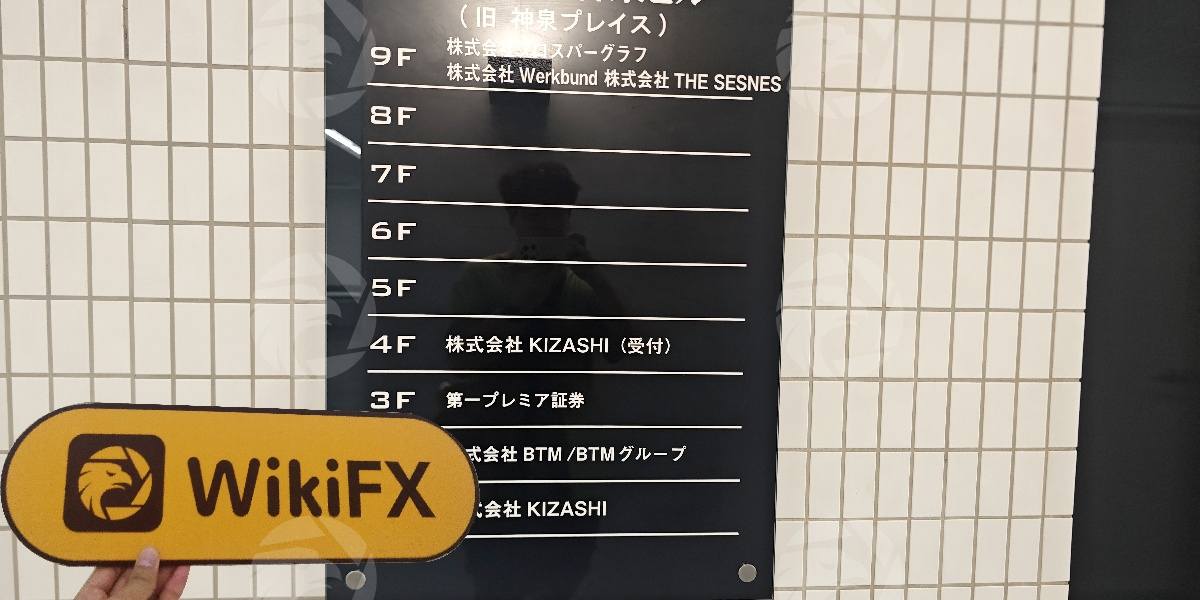 （旧 神泉プレイス）
9F 株式会 スパーグラフ
株式会社 Werkbund 株式会社 THE SESNES
8F
7F
6F
5F
4F 株式会社 KIZASHI（受付）
3F 第一プレミア証券
式会社 BTM /BTMグループ
会社 KIZASHI
WikiFX